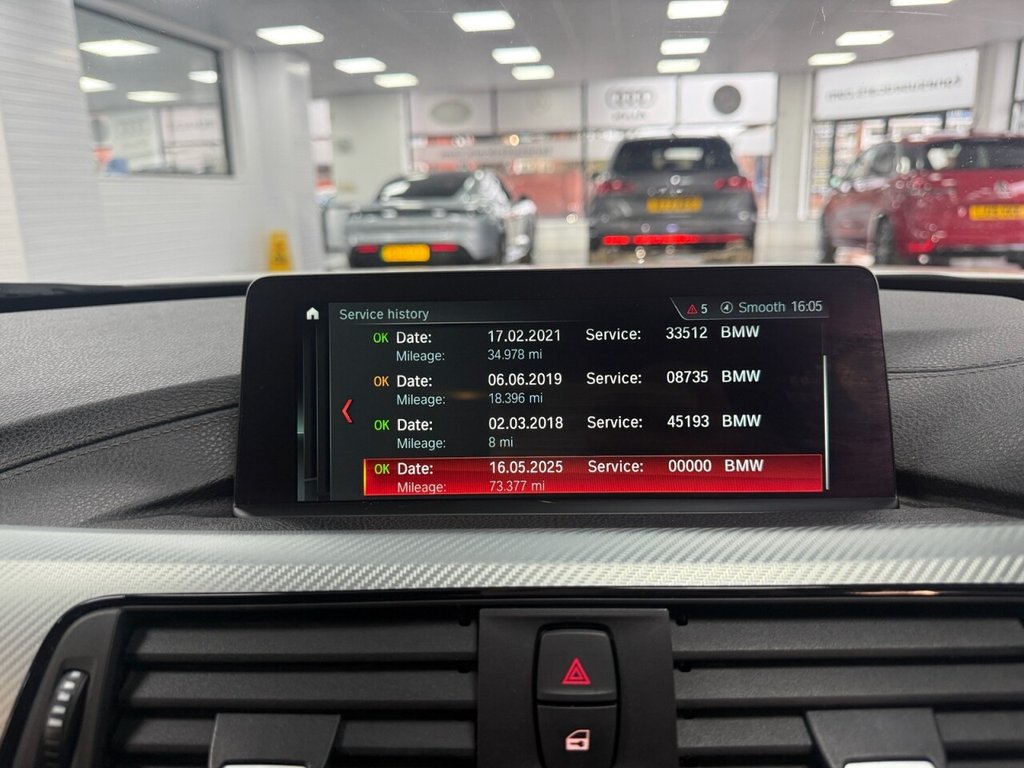 Service history 5 Smooth 16:05
OK Date: 17.02.2021 Service: 33512 BMW
Mileage: 34.978 mi
OK Date: 06.06.2019 Service: 08735 BMW
Mileage: 18.396 mi
OK Date: 02.03.2018 Service: 45193 BMW
Mileage: 8 mi
OK Date: 16.05.2025 Service: 00000 BMW
Mileage: 73.377 mi